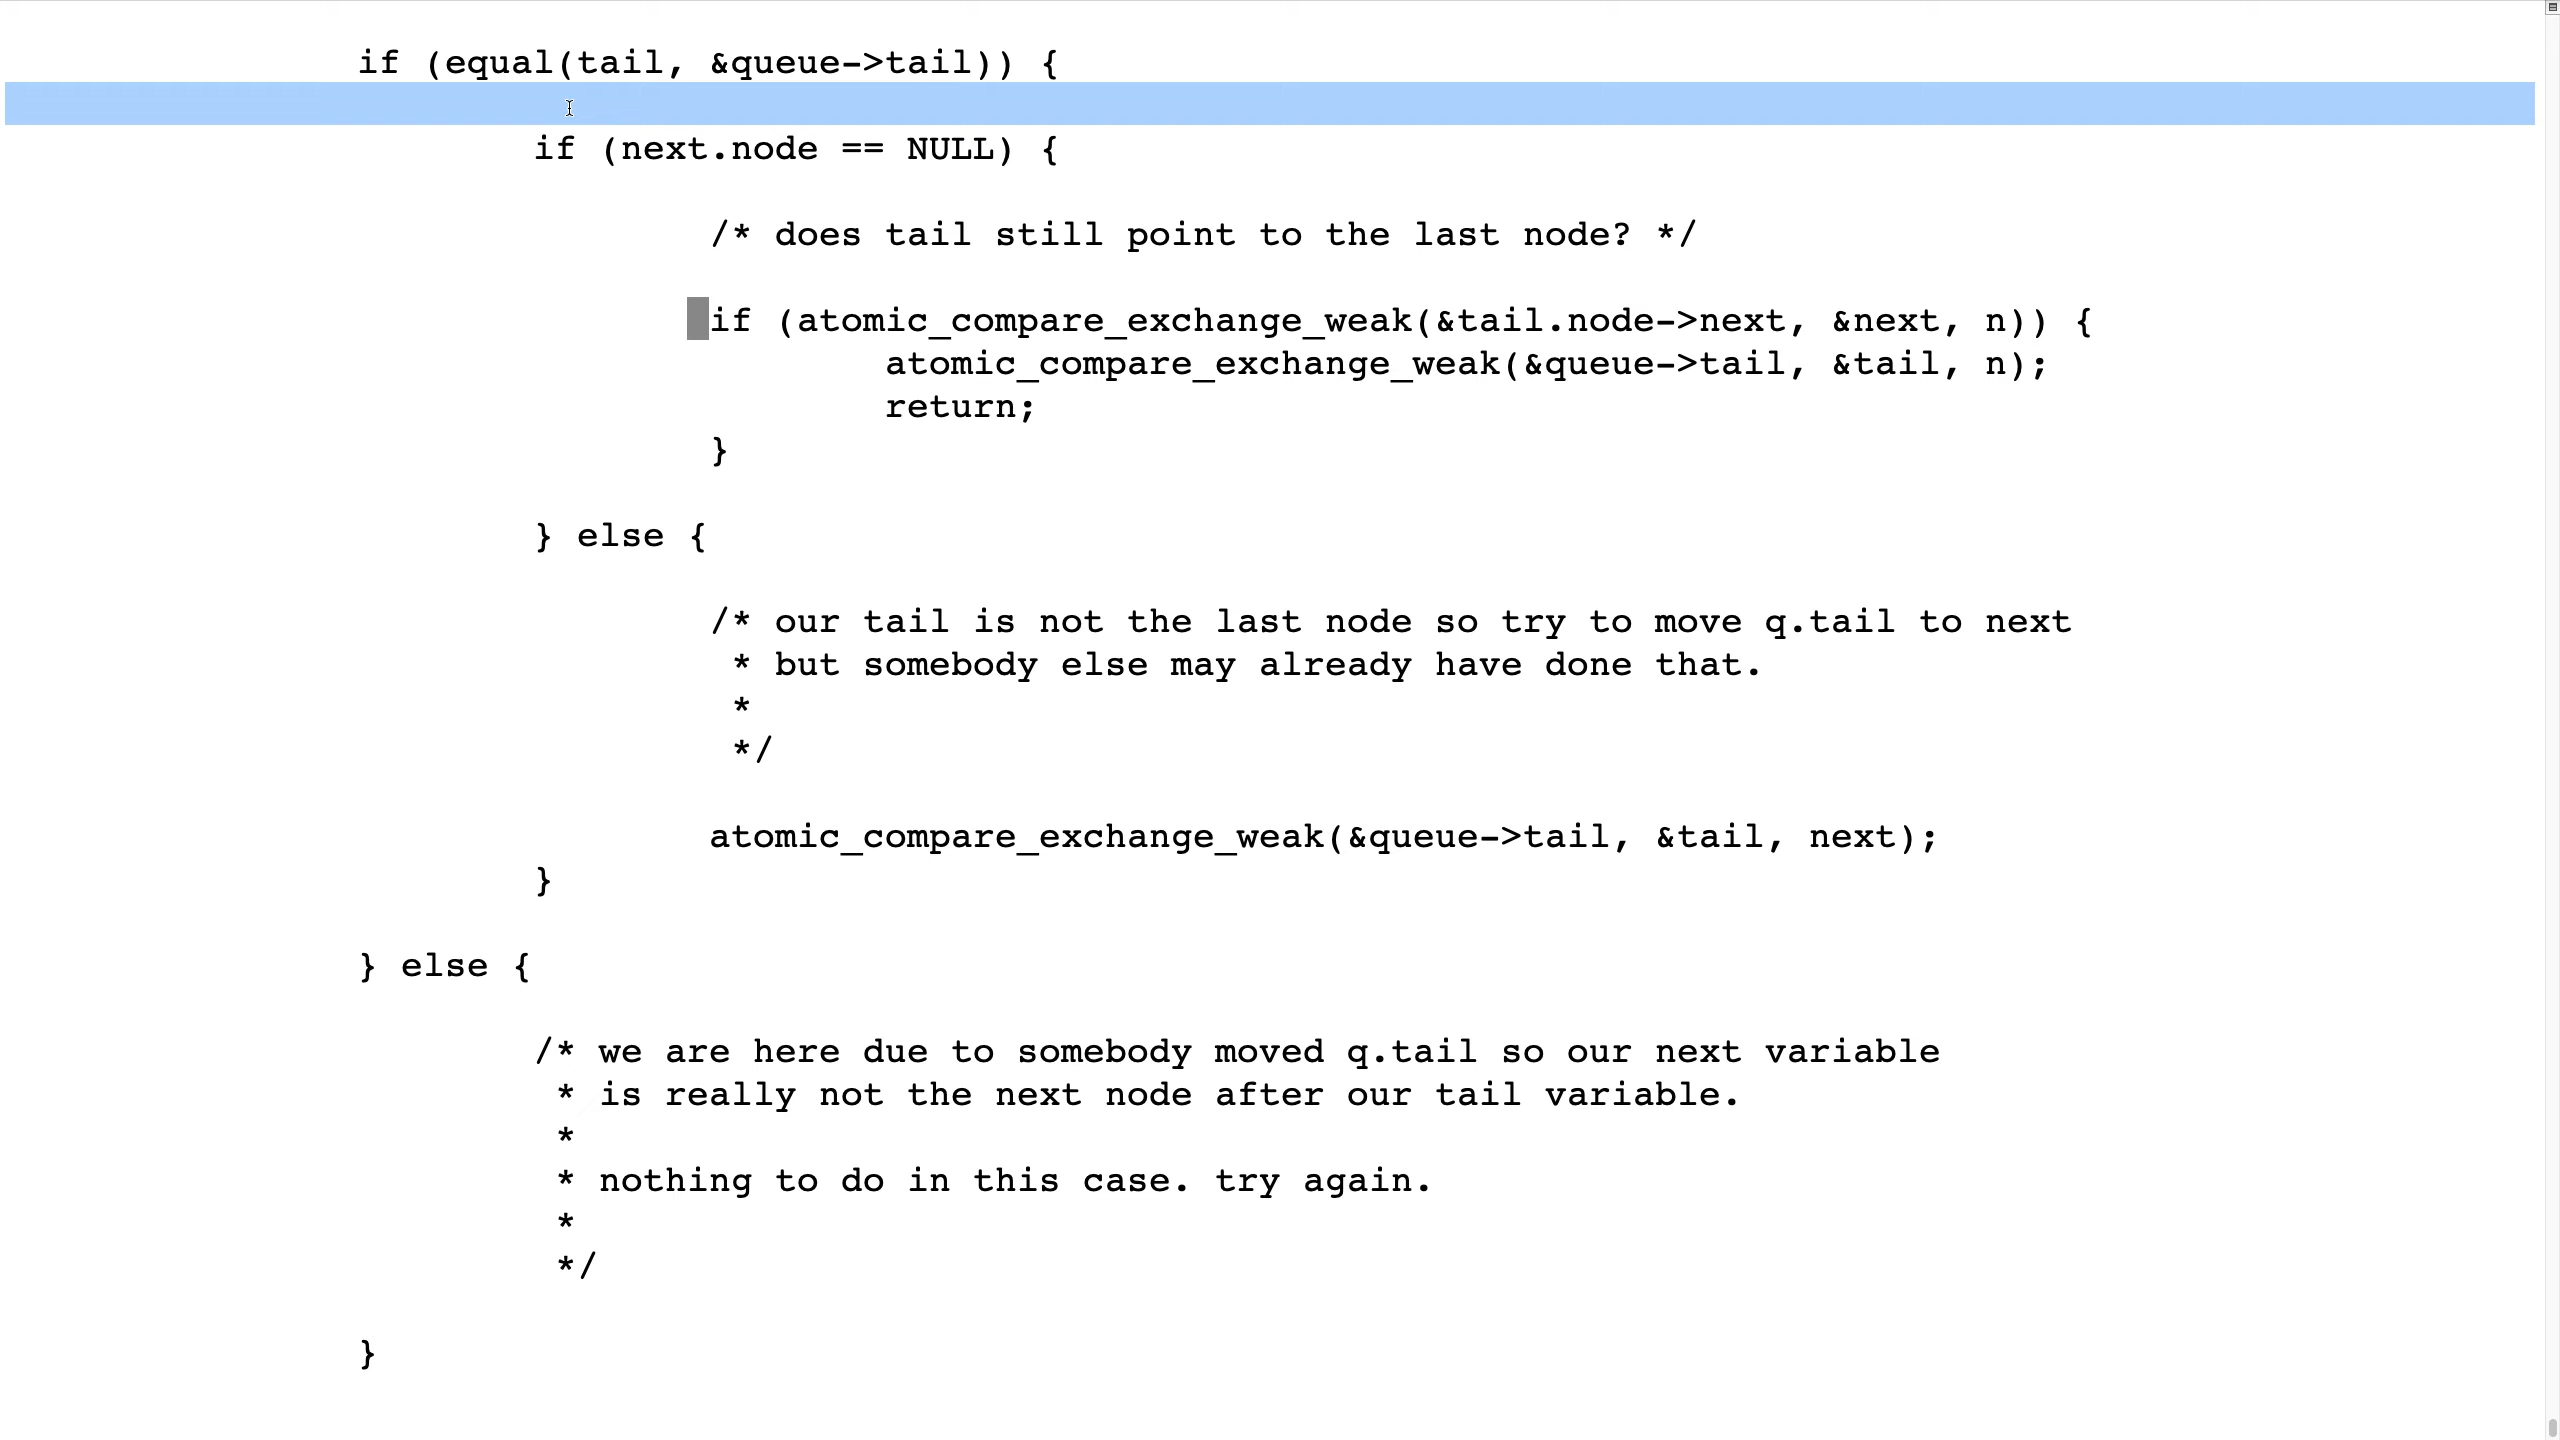 if (equal(tail, &queue->tail)) {
if (next.node == NULL) {
/* does tail still point to the last node? */
if (atomic_compare_exchange_weak(&tail.node->next, &next, n)) {
atomic_compare_exchange_weak(&queue->tail, &tail, n);
return;
}
} else {
/* our tail is not the last node so try to move q.tail to next
* but somebody else may already have done that.
*
*/
atomic_compare_exchange_weak(&queue->tail, &tail, next);
}
} else {
/* we are here due to somebody moved q.tail so our next variable
* is really not the next node after our tail variable.
*
* nothing to do in this case. try again.
*
*/
}